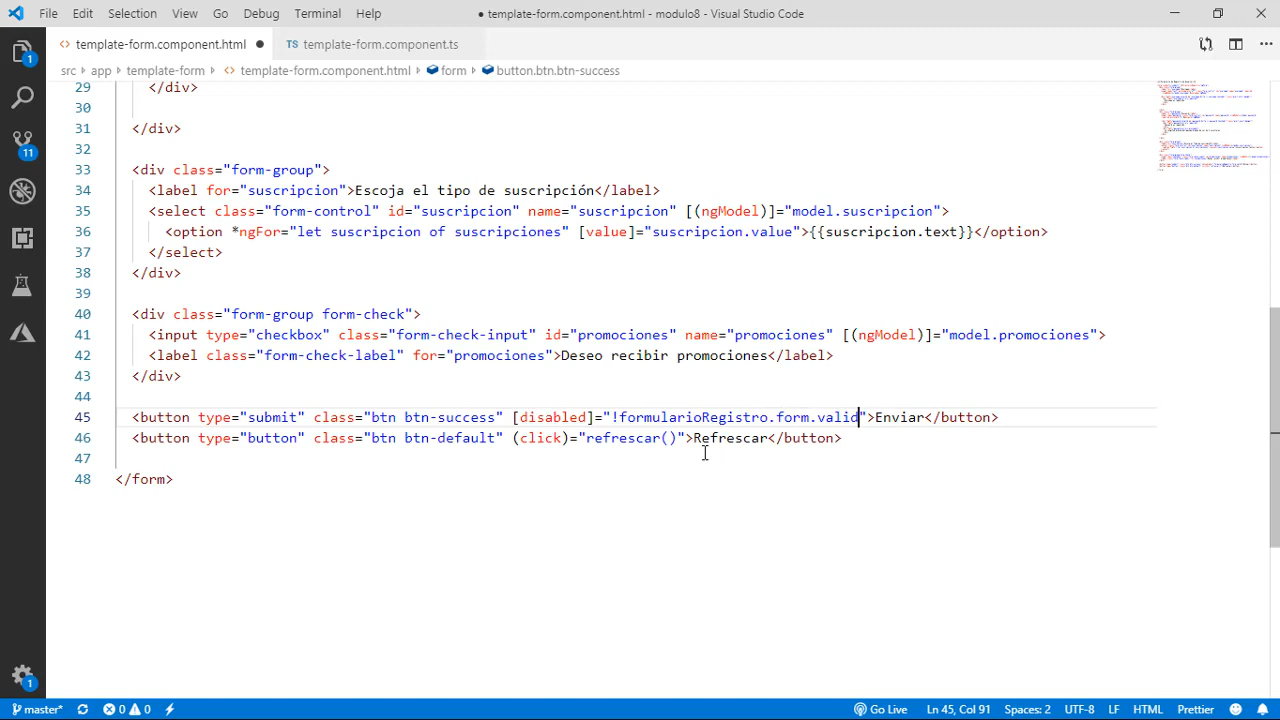 File Edit Selection View Go Debug Terminal Help ● template-form.component.html - modulo8 - Visual Studio Code
template-form.component.html ● TS template-form.component.ts
src > app > template-form > template-form.component.html > form > button.btn.btn-success
29 </div>
30
31 </div>
32
33 <div class="form-group">
34 <label for="suscripcion">Escoja el tipo de suscripción</label>
35 <select class="form-control" id="suscripcion" name="suscripcion" [(ngModel)]="model.suscripcion">
36 <option *ngFor="let suscripcion of suscripciones" [value]="suscripcion.value">{{suscripcion.text}}</option>
37 </select>
38 </div>
39
40 <div class="form-group form-check">
41 <input type="checkbox" class="form-check-input" id="promociones" name="promociones" [(ngModel)]="model.promociones">
42 <label class="form-check-label" for="promociones">Deseo recibir promociones</label>
43 </div>
44
45 <button type="submit" class="btn btn-success" [disabled]="!formularioRegistro.form.valid">Enviar</button>
46 <button type="button" class="btn btn-default" (click)="refrescar()">Refrescar</button>
47
48 </form>
1
11
1
master* 0 0 Go Live Ln 45, Col 91 Spaces: 2 UTF-8 LF HTML Prettier